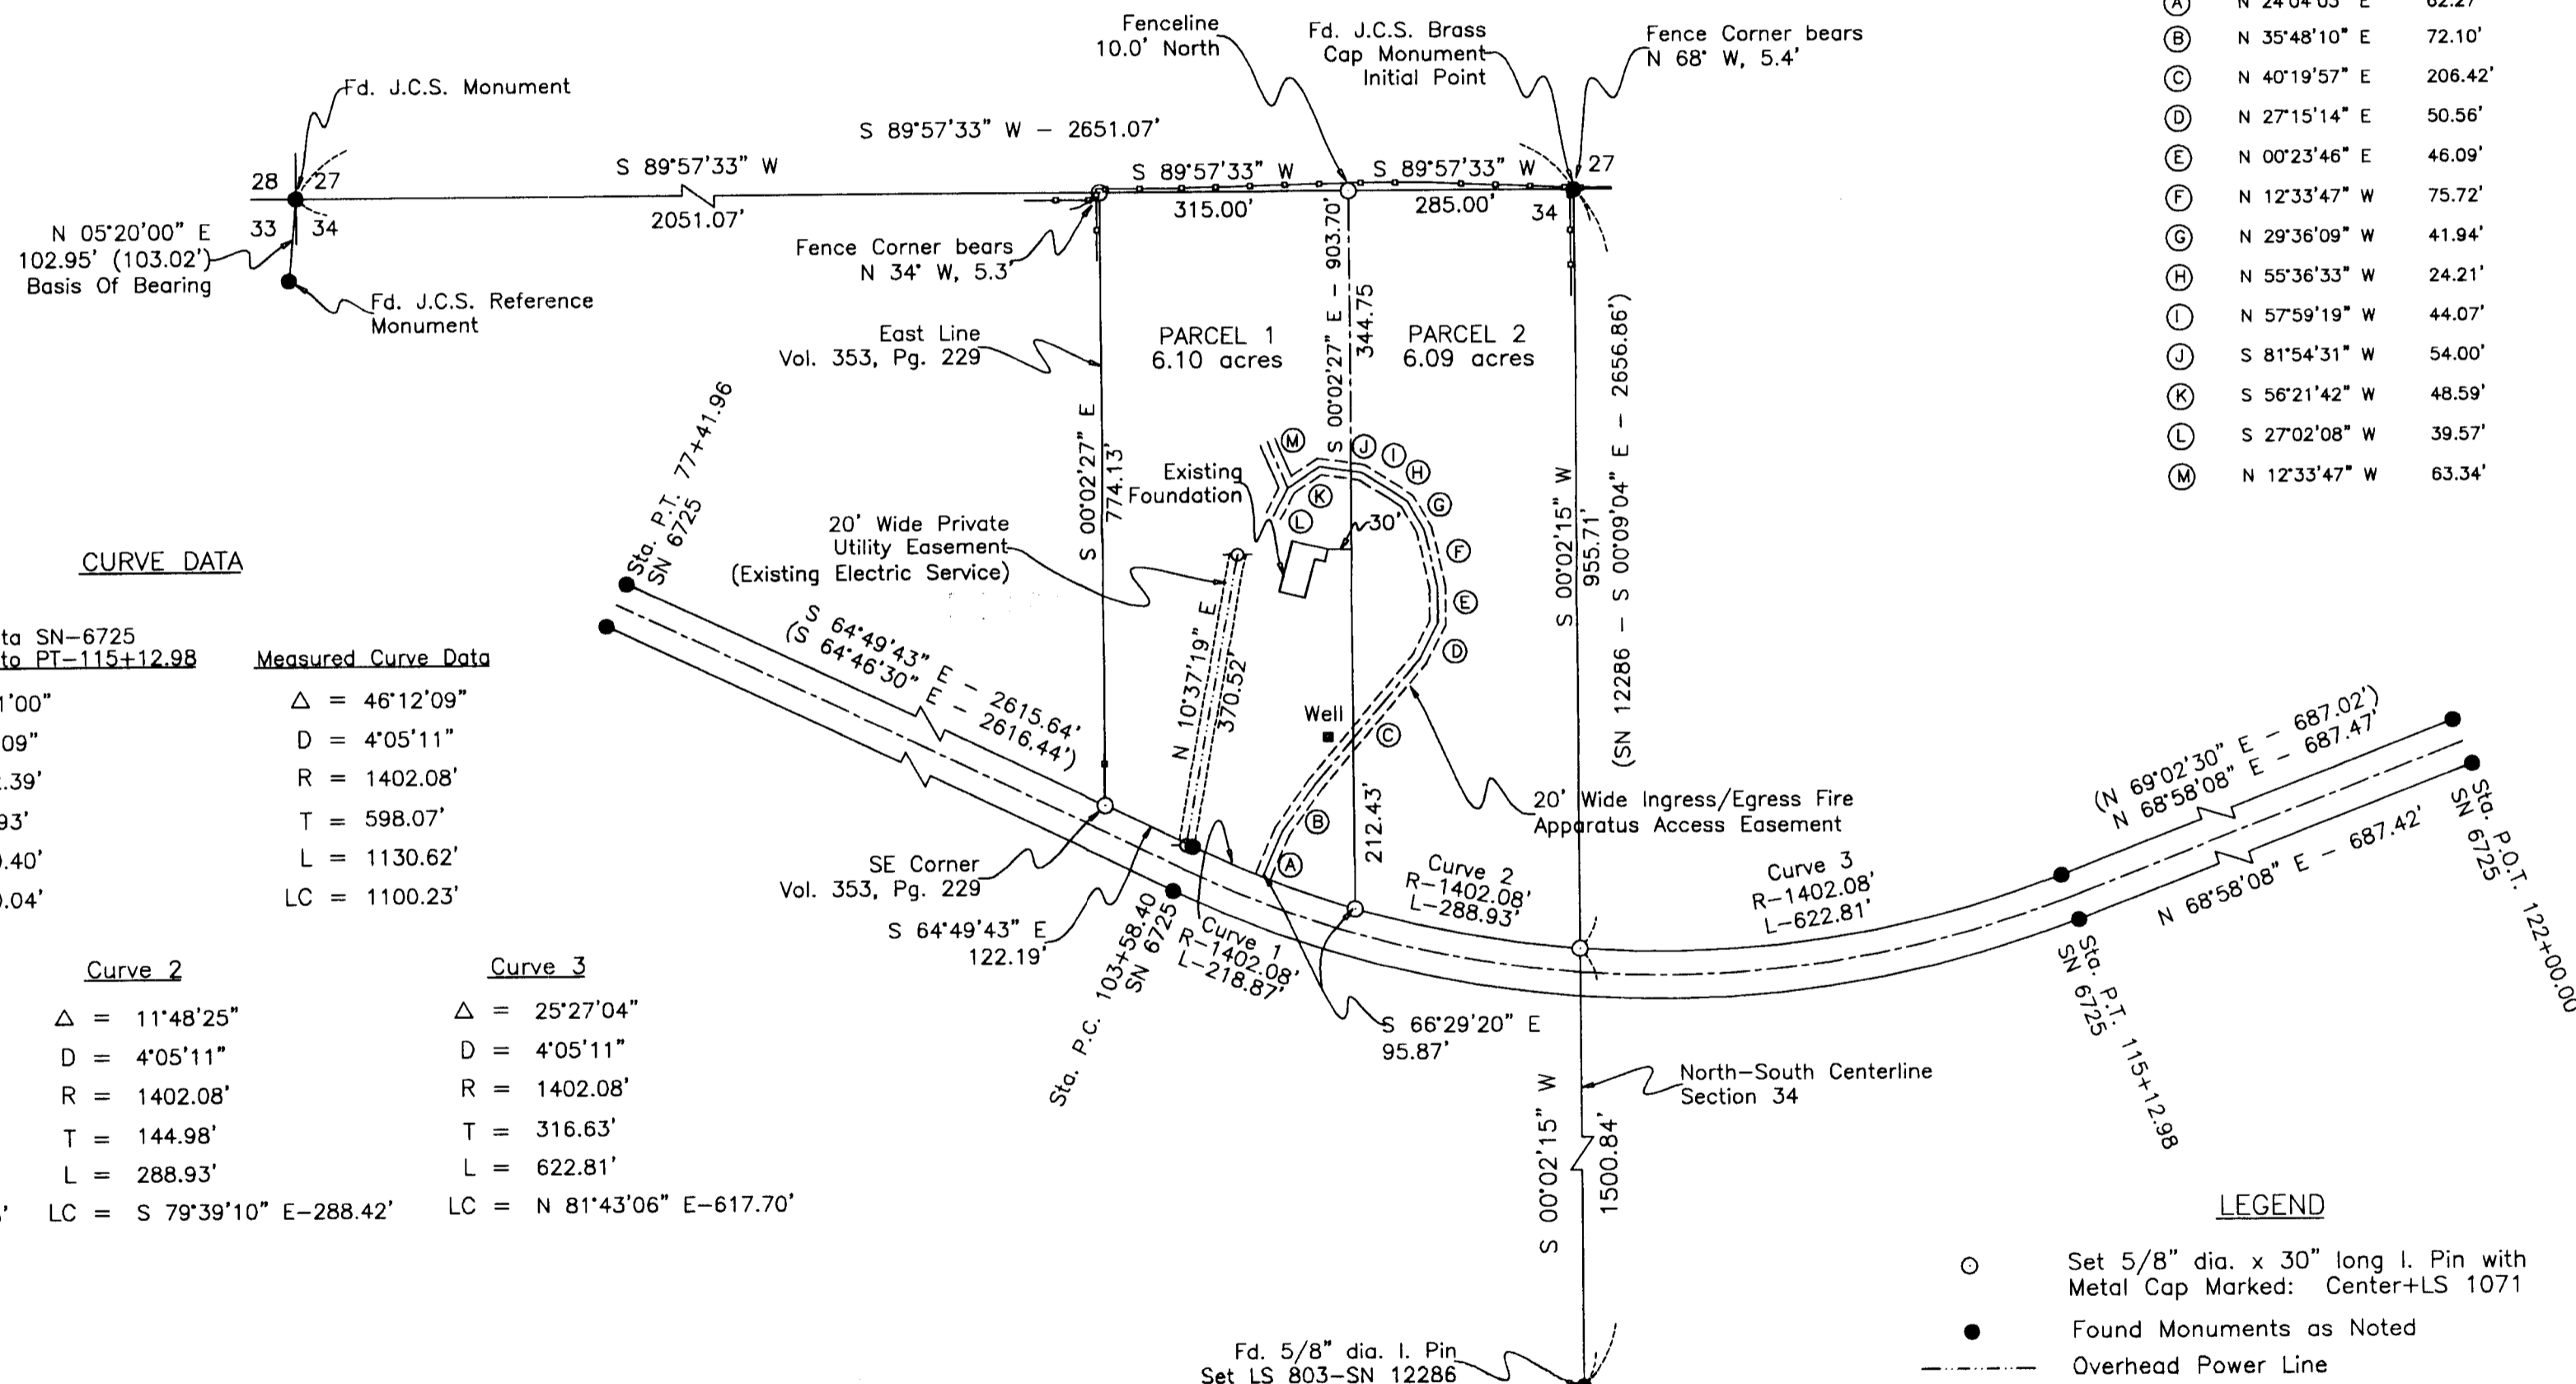 Fenceline
10.0' North
Fd. J.C.S. Brass
Cap Monument
Initial Point
Fence Corner bears
N 68° W, 5.4'
Fd. J.C.S. Monument
S 89°57'33" W – 2651.07'
S 89°57'33" W
2051.07'
S 89°57'33" W
315.00'
S 89°57'33" W
285.00'
28 27
33 34
27
34
N 05°20'00" E
102.95' (103.02')
Basis Of Bearing
Fd. J.C.S. Reference
Monument
Fence Corner bears
N 34° W, 5.3'
East Line
Vol. 353, Pg. 229
PARCEL 1
6.10 acres
PARCEL 2
6.09 acres
S 00°02'27" E – 903.70'
344.75
S 00°02'27" E
774.13'
S 00°02'15" W
955.71'
(SN 12286 – S 00°09'04" E – 2656.86')
A N 24°04'03" E 62.27'
B N 35°48'10" E 72.10'
C N 40°19'57" E 206.42'
D N 27°15'14" E 50.56'
E N 00°23'46" E 46.09'
F N 12°33'47" W 75.72'
G N 29°36'09" W 41.94'
H N 55°36'33" W 24.21'
I N 57°59'19" W 44.07'
J S 81°54'31" W 54.00'
K S 56°21'42" W 48.59'
L S 27°02'08" W 39.57'
M N 12°33'47" W 63.34'
Sta. P.T. 77+41.96
SN 6725
Existing
Foundation
30'
20' Wide Private
Utility Easement
(Existing Electric Service)
M
J
I
H
K
G
L
F
E
D
C
B
A
Well
N 10°37'19" E
370.52'
212.43'
S 64°49'43" E – 2615.64'
(S 64°46'30" E – 2616.44')
20' Wide Ingress/Egress Fire
Apparatus Access Easement
SE Corner
Vol. 353, Pg. 229
S 64°49'43" E
122.19'
Sta. P.C. 103+58.40
SN 6725
Curve 1
R–1402.08'
L–218.87'
Curve 2
R–1402.08'
L–288.93'
Curve 3
R–1402.08'
L–622.81'
S 66°29'20" E
95.87'
(N 69°02'30" E – 687.02')
N 68°58'08" E – 687.47'
N 68°58'08" E – 687.42'
Sta. P.O.T. 122+00.00
SN 6725
Sta. P.T. 115+12.98
SN 6725
North–South Centerline
Section 34
S 00°02'15" W
1500.84'
Fd. 5/8" dia. I. Pin
Set LS 803–SN 12286
CURVE DATA
ta SN–6725
to PT–115+12.98
1'00"
09"
.39'
93'
.40'
.04'
Measured Curve Data
Δ = 46°12'09"
D = 4°05'11"
R = 1402.08'
T = 598.07'
L = 1130.62'
LC = 1100.23'
Curve 2
Δ = 11°48'25"
D = 4°05'11"
R = 1402.08'
T = 144.98'
L = 288.93'
LC = S 79°39'10" E–288.42'
Curve 3
Δ = 25°27'04"
D = 4°05'11"
R = 1402.08'
T = 316.63'
L = 622.81'
LC = N 81°43'06" E–617.70'
LEGEND
Set 5/8" dia. x 30" long I. Pin with
Metal Cap Marked: Center+LS 1071
Found Monuments as Noted
Overhead Power Line